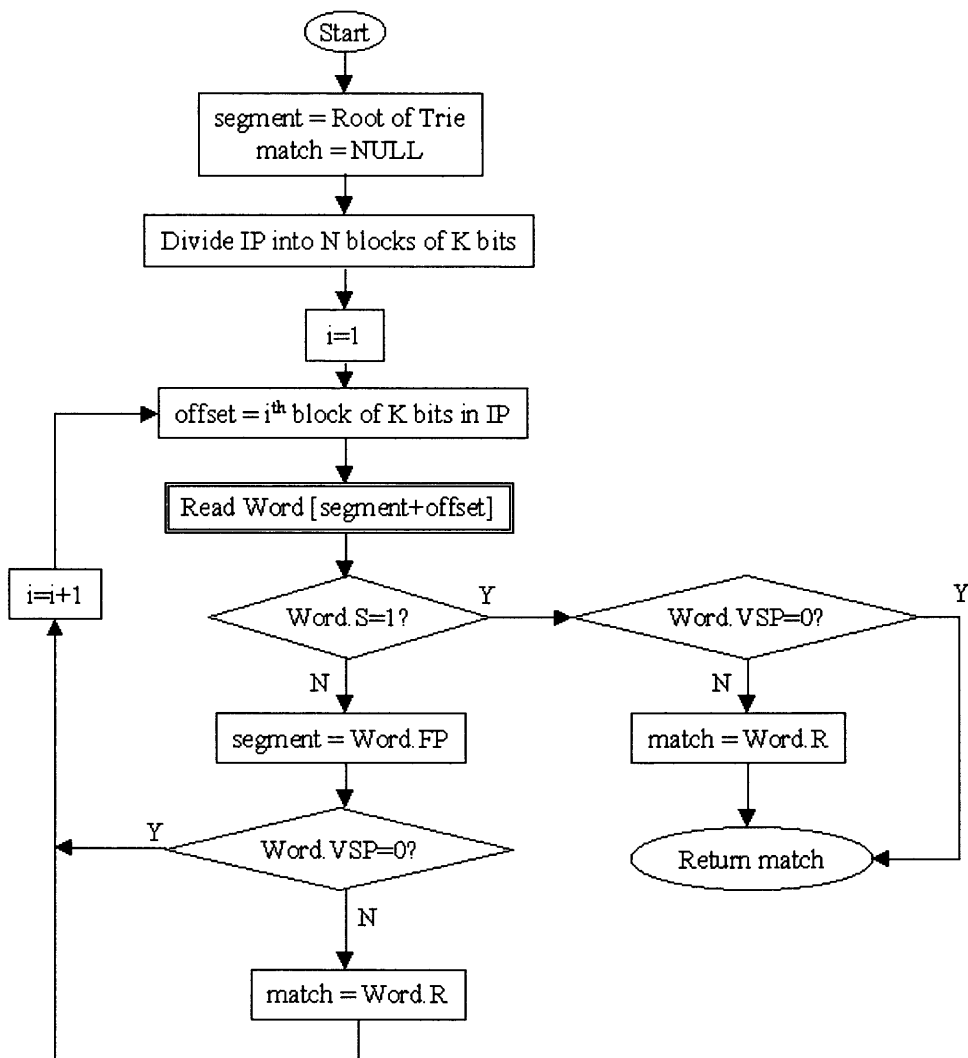 Start
segment = Root of Trie
match = NULL
Divide IP into N blocks of K bits
i=1
offset = iᵗʰ block of K bits in IP
Read Word [segment+offset]
i=i+1
Word.S=1?
Y
Word.VSP=0?
Y
N
N
segment = Word.FP
match = Word.R
Y
Word.VSP=0?
Return match
N
match = Word.R